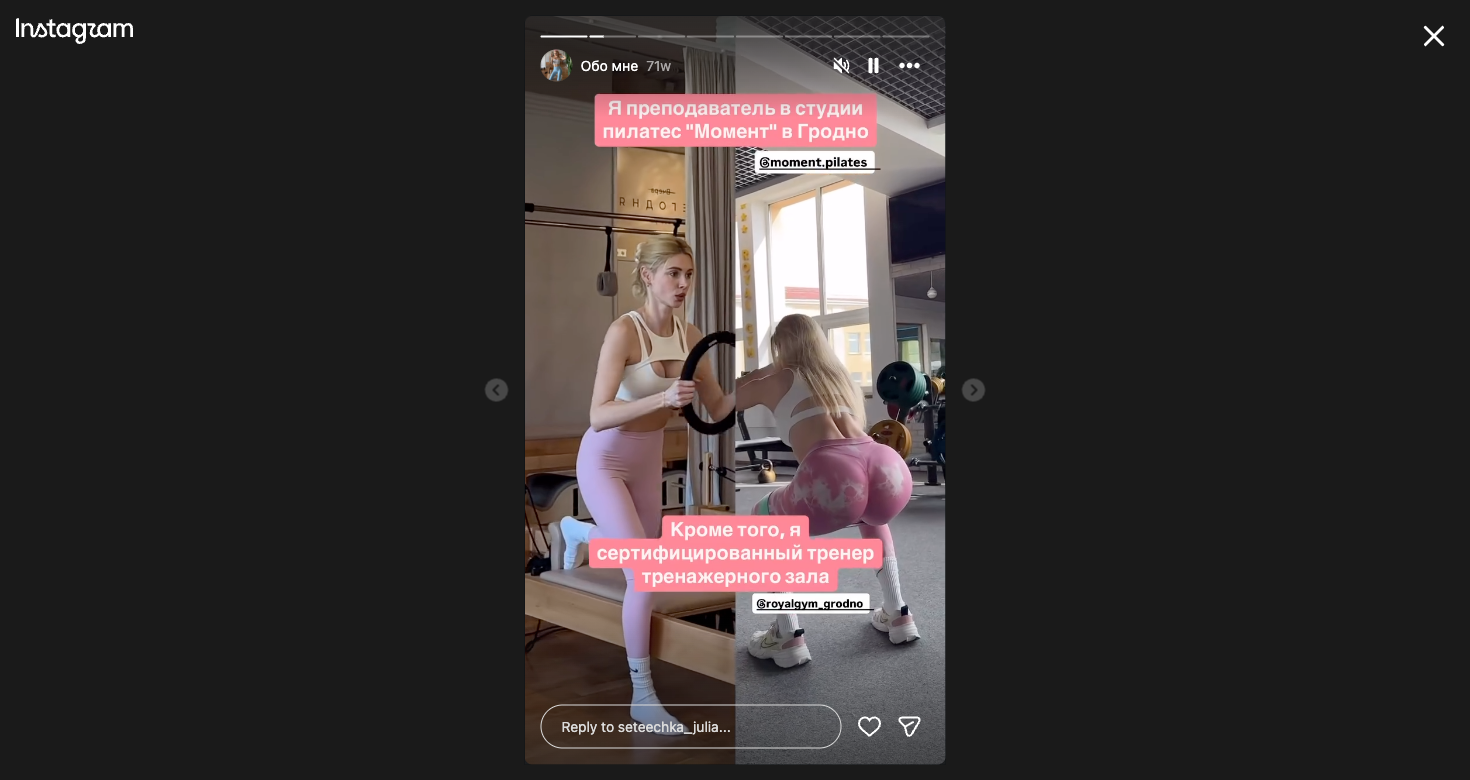 Instagram
Обо мне 71w
Я преподаватель в студии
пилатес "Момент" в Гродно
@moment.pilates
Кроме того, я
сертифицированный тренер
тренажерного зала
@royalgym_grodno
Reply to seteechka_julia...